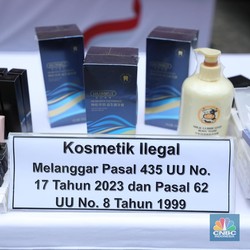 Kosmetik Ilegal
Melanggar Pasal 435 UU No.
17 Tahun 2023 dan Pasal 62
UU No. 8 Tahun 1999
CNBC
INDONESIA